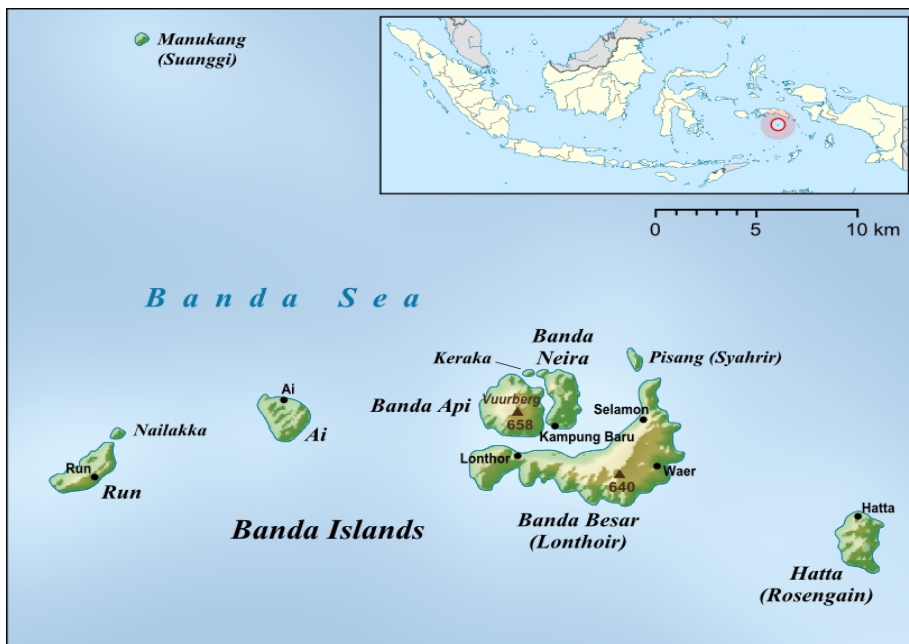 Manukang
(Suanggi)
0 5 10 km
Banda Sea
Banda
Neira
Keraka
Pisang (Syahrir)
Ai
Vuurberg
Banda Api
658
Selamon
Nailakka
Ai
Kampung Baru
Run
Lonthor
Waer
Run
640
Banda Islands
Banda Besar
(Lonthoir)
Hatta
Hatta
(Rosengain)